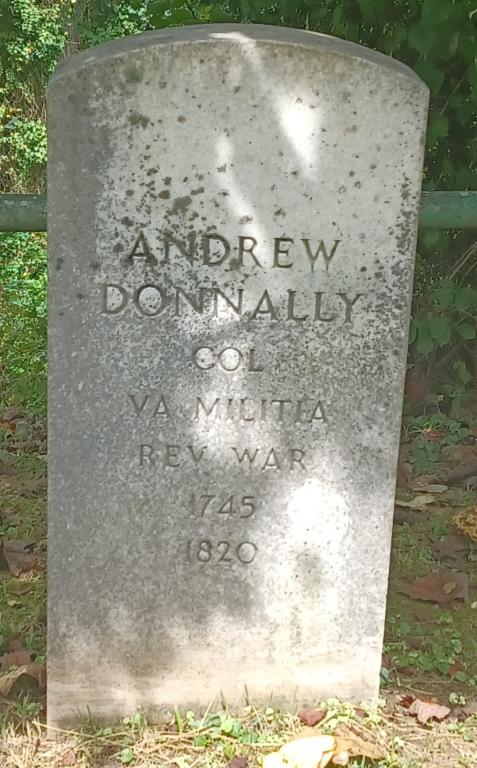 ANDREW
DONNALLY
COL
VA MILITIA
REV WAR
1745
1820